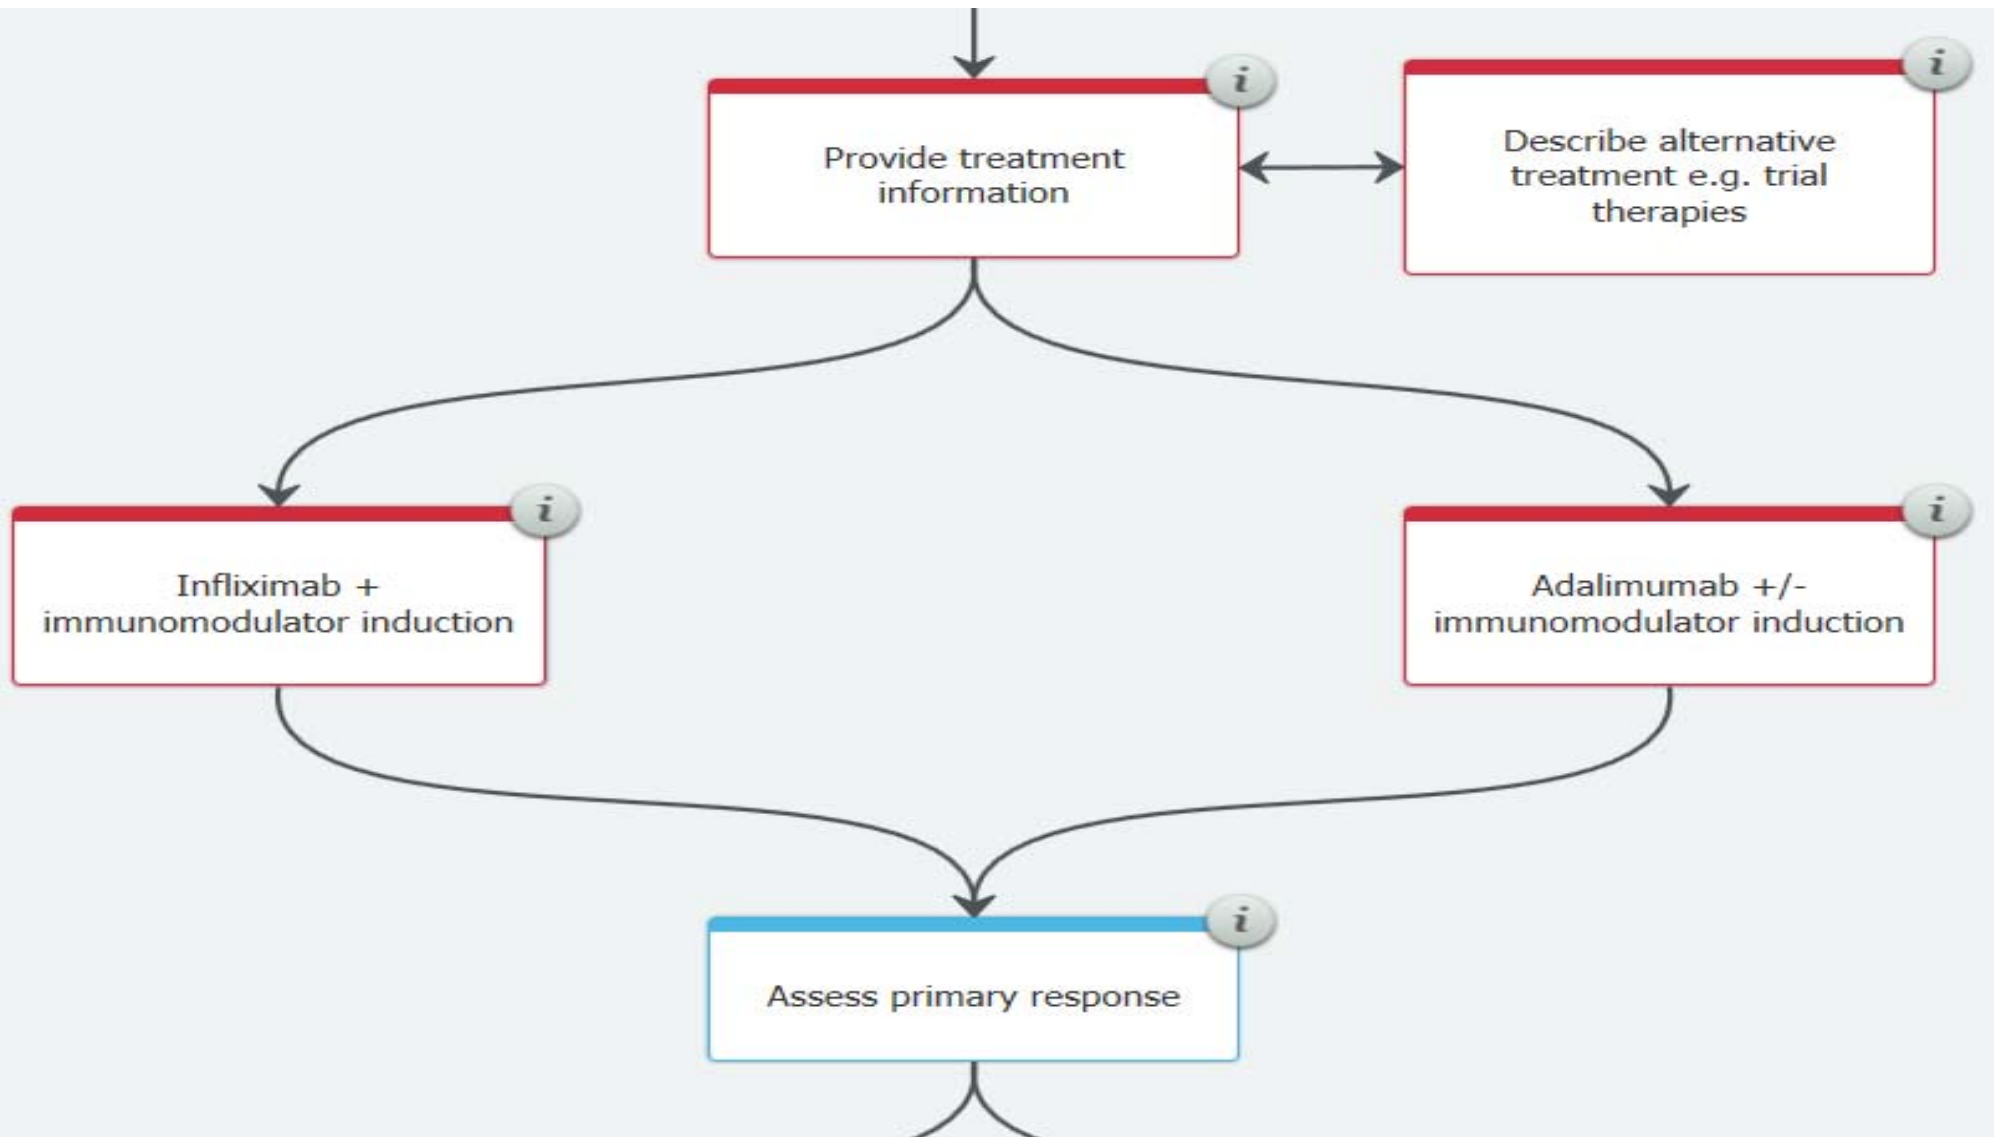 Provide treatment
information
i
Describe alternative
treatment e.g. trial
therapies
i
Infliximab +
immunomodulator induction
i
Adalimumab +/-
immunomodulator induction
i
Assess primary response
i